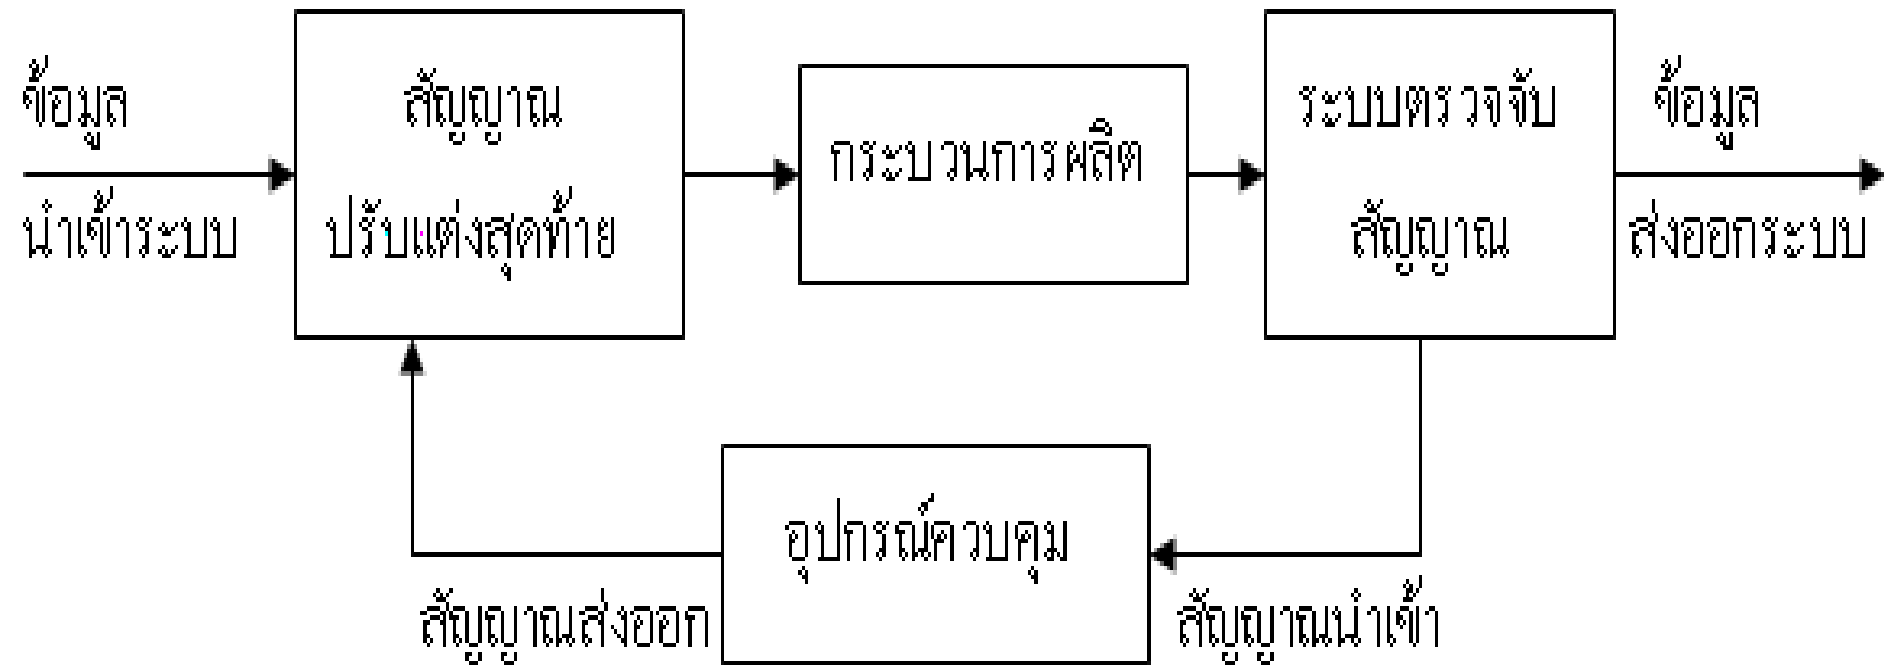 ข้อมูล
นำเข้าระบบ
สัญญาณ
ปรับแต่งสุดท้าย
กระบวนการผลิต
ระบบตรวจจับ
สัญญาณ
ข้อมูล
ส่งออกระบบ
อุปกรณ์ควบคุม
สัญญาณส่งออก
สัญญาณนำเข้า